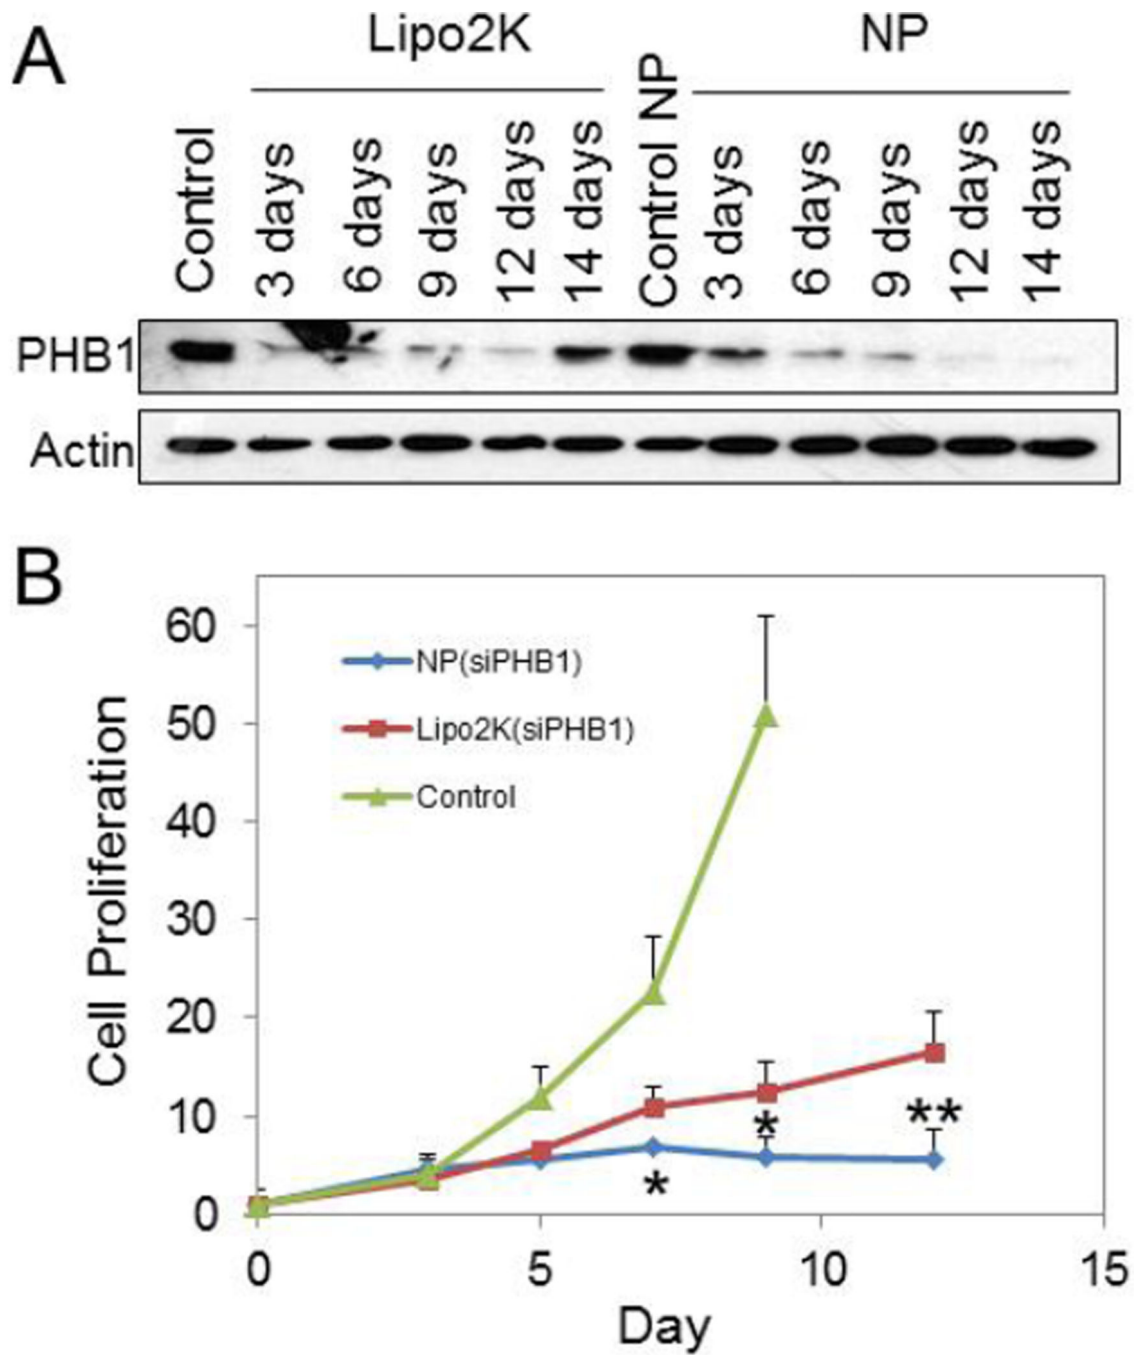 A
Lipo2K
NP
Control
3 days
6 days
9 days
12 days
14 days
Control NP
3 days
6 days
9 days
12 days
14 days
PHB1
Actin
B
60
50
40
30
20
10
0
Cell Proliferation
NP(siPHB1)
Lipo2K(siPHB1)
Control
*
*
**
0
5
10
15
Day